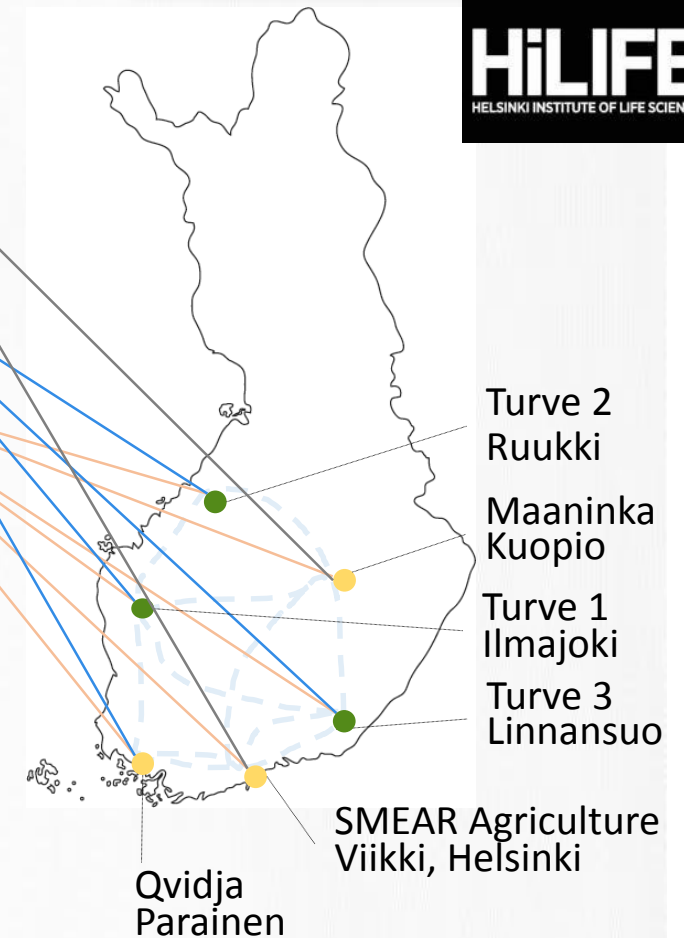 HiLIFE
HELSINKI INSTITUTE OF LIFE SCIEN
Turve 2
Ruukki
Maaninka
Kuopio
Turve 1
Ilmajoki
Turve 3
Linnansuo
SMEAR Agriculture
Viikki, Helsinki
Qvidja
Parainen